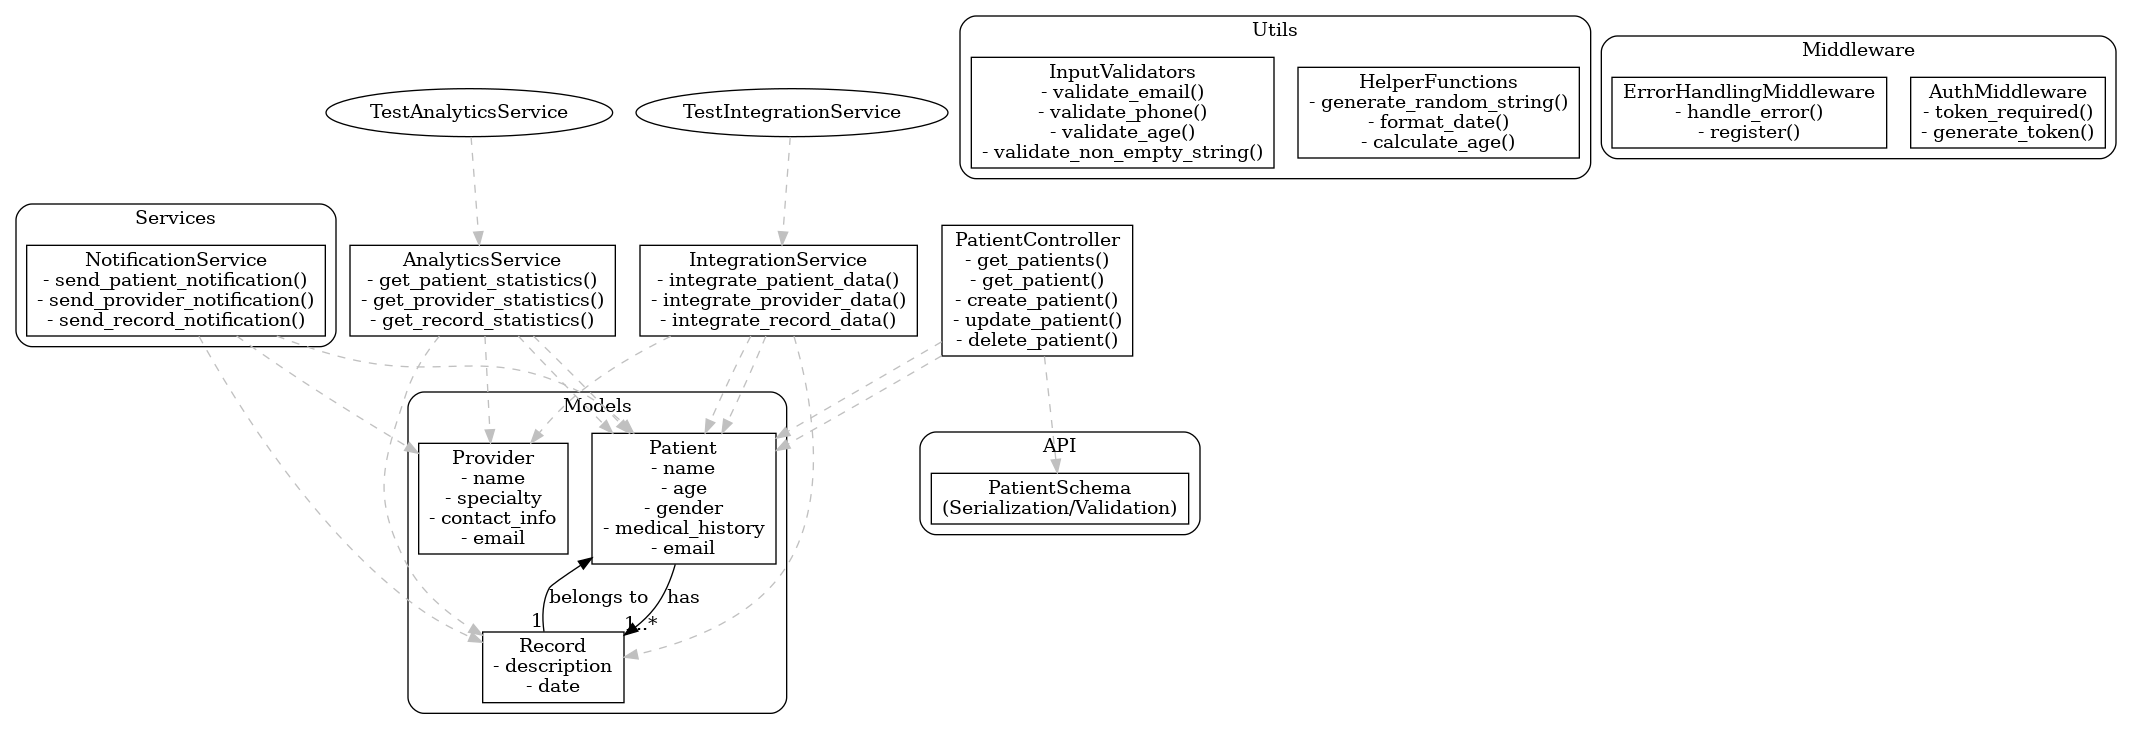 Utils
InputValidators
- validate_email()
- validate_phone()
- validate_age()
- validate_non_empty_string()
HelperFunctions
- generate_random_string()
- format_date()
- calculate_age()
Middleware
ErrorHandlingMiddleware
- handle_error()
- register()
AuthMiddleware
- token_required()
- generate_token()
TestAnalyticsService
TestIntegrationService
Services
NotificationService
- send_patient_notification()
- send_provider_notification()
- send_record_notification()
AnalyticsService
- get_patient_statistics()
- get_provider_statistics()
- get_record_statistics()
IntegrationService
- integrate_patient_data()
- integrate_provider_data()
- integrate_record_data()
PatientController
- get_patients()
- get_patient()
- create_patient()
- update_patient()
- delete_patient()
Models
Provider
- name
- specialty
- contact_info
- email
Patient
- name
- age
- gender
- medical_history
- email
API
PatientSchema
(Serialization/Validation)
belongs to
has
1
1..*
Record
- description
- date